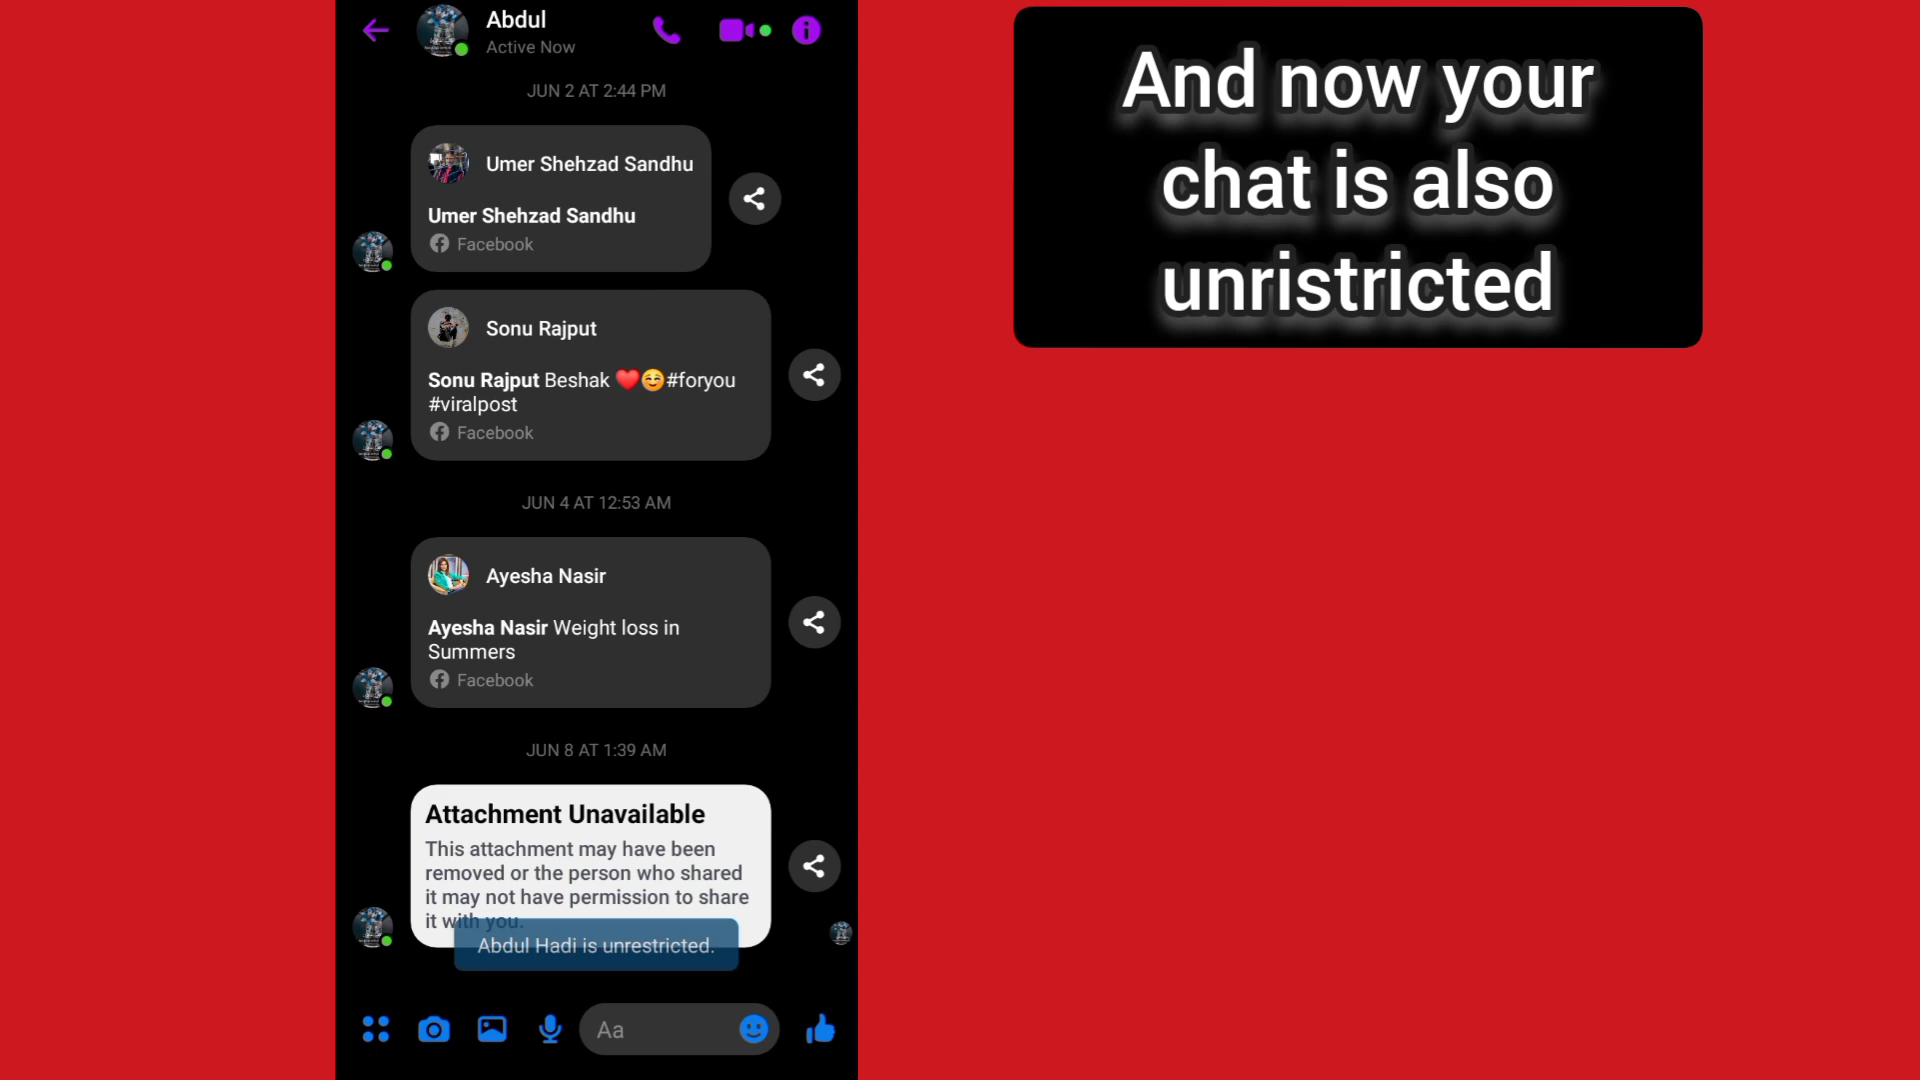 Abdul
Active Now
JUN 2 AT 2:44 PM
Umer Shehzad Sandhu
Umer Shehzad Sandhu
Facebook
Sonu Rajput
Sonu Rajput Beshak ❤️☺️#foryou
#viralpost
Facebook
JUN 4 AT 12:53 AM
Ayesha Nasir
Ayesha Nasir Weight loss in
Summers
Facebook
JUN 8 AT 1:39 AM
Attachment Unavailable
This attachment may have been
removed or the person who shared
it may not have permission to share
it with you.
Abdul Hadi is unrestricted.
Aa
And now your
chat is also
unristricted